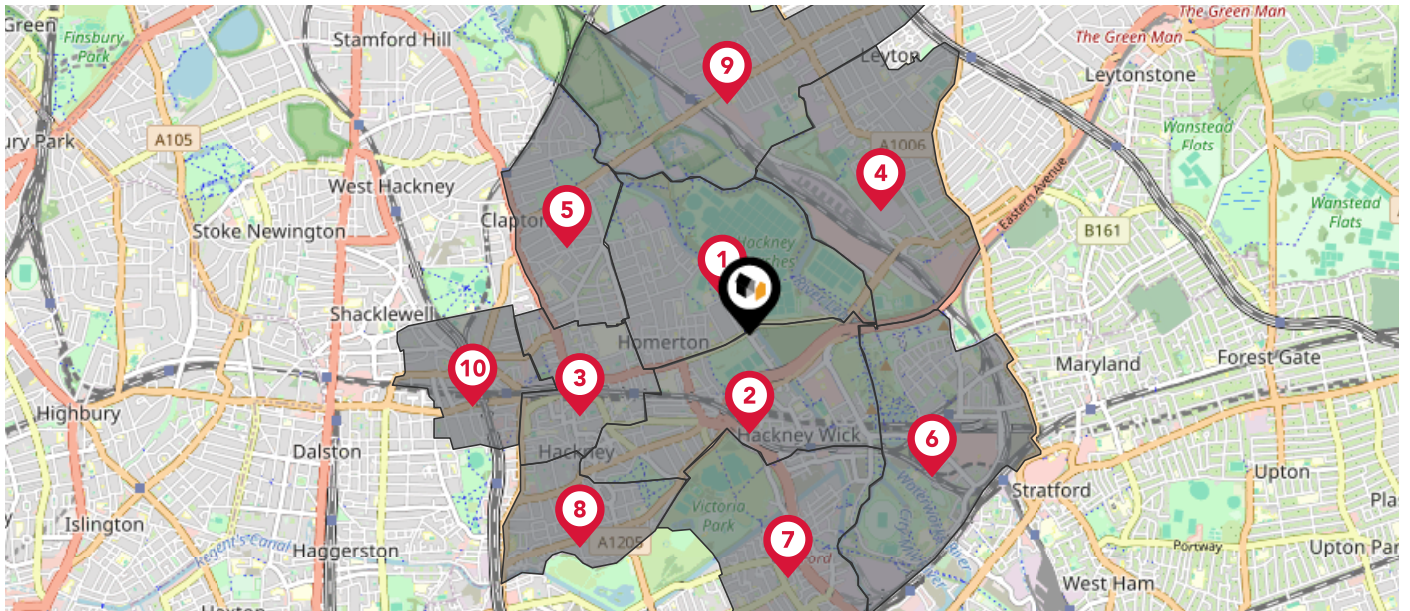 The Green Man
Green
Finsbury
Park
Stamford Hill
The Green Man
9
Leyton
Leytonstone
A105
ury Park
Wanstead
Flats
A1006
4
West Hackney
Wanstead
Flats
5
Clapton
Stoke Newington
Eastern Avenue
B161
1
Hackney
Shacklewell
Homerton
Maryland
Forest Gate
10
3
2
Highbury
Hackney Wick
6
Dalston
Hackney
Upton
Stratford
Pla
8
Victoria
Park
Islington
7
A1205
Haggerston
Regent's Canal
ord
Portway
Upton Par
West Ham